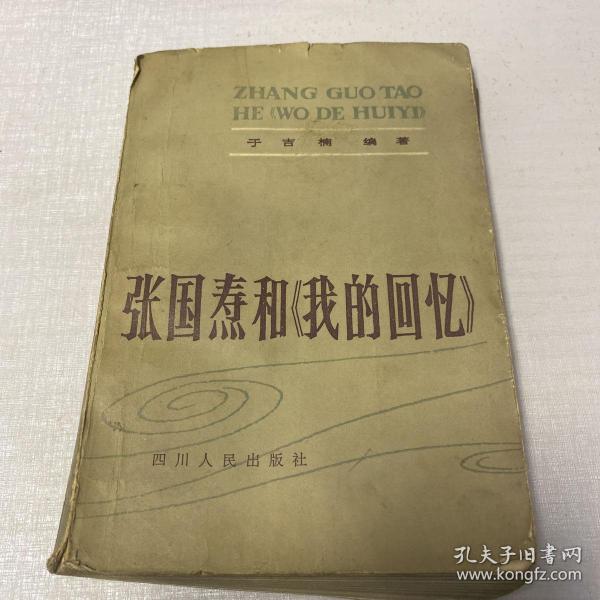 ZHANG GUO TAO
HE《WO DE HUIYI》
于吉楠 编著
张国焘和《我的回忆》
四川人民出版社
孔夫子旧书网
www.kongfz.com